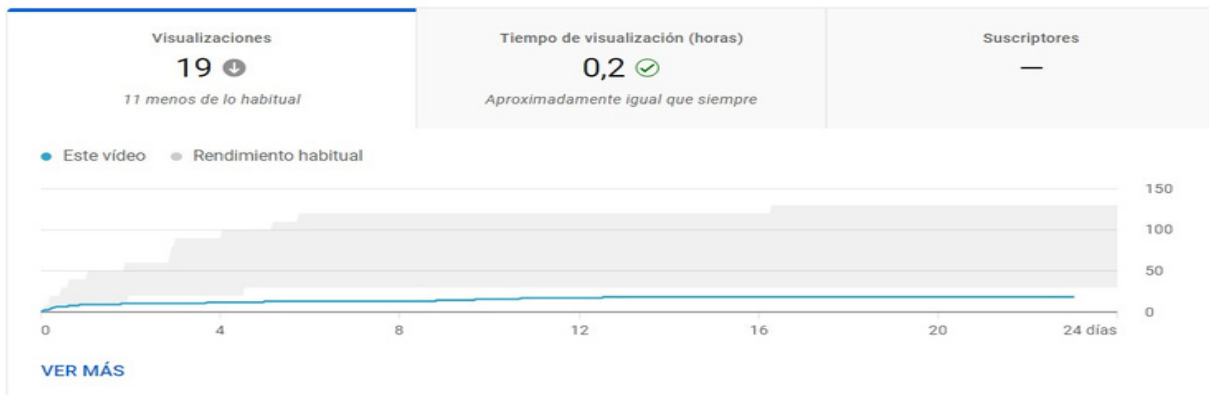 Visualizaciones
19
11 menos de lo habitual
Tiempo de visualización (horas)
0,2
Aproximadamente igual que siempre
Suscriptores
—
Este vídeo
Rendimiento habitual
150
100
50
0
0 4 8 12 16 20 24 días
VER MÁS